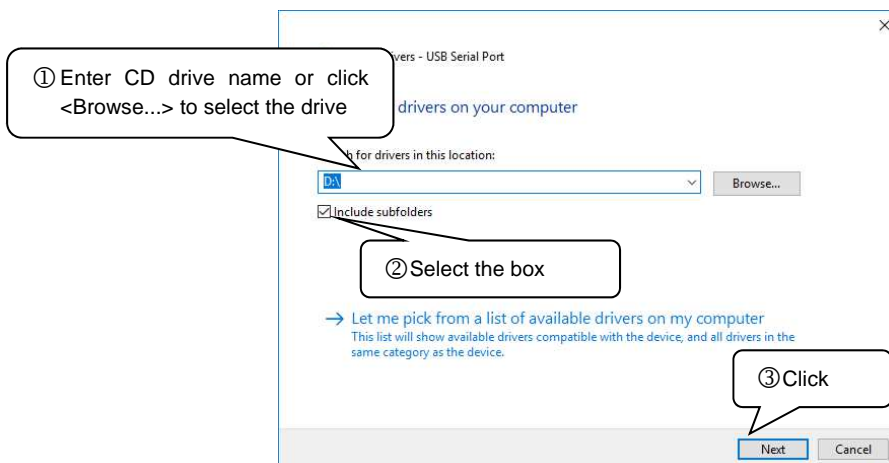 vers - USB Serial Port
① Enter CD drive name or click
<Browse...> to select the drive
drivers on your computer
h for drivers in this location:
D:\
Browse...
Include subfolders
②Select the box
→ Let me pick from a list of available drivers on my computer
This list will show available drivers compatible with the device, and all drivers in the
same category as the device.
③Click
Next Cancel